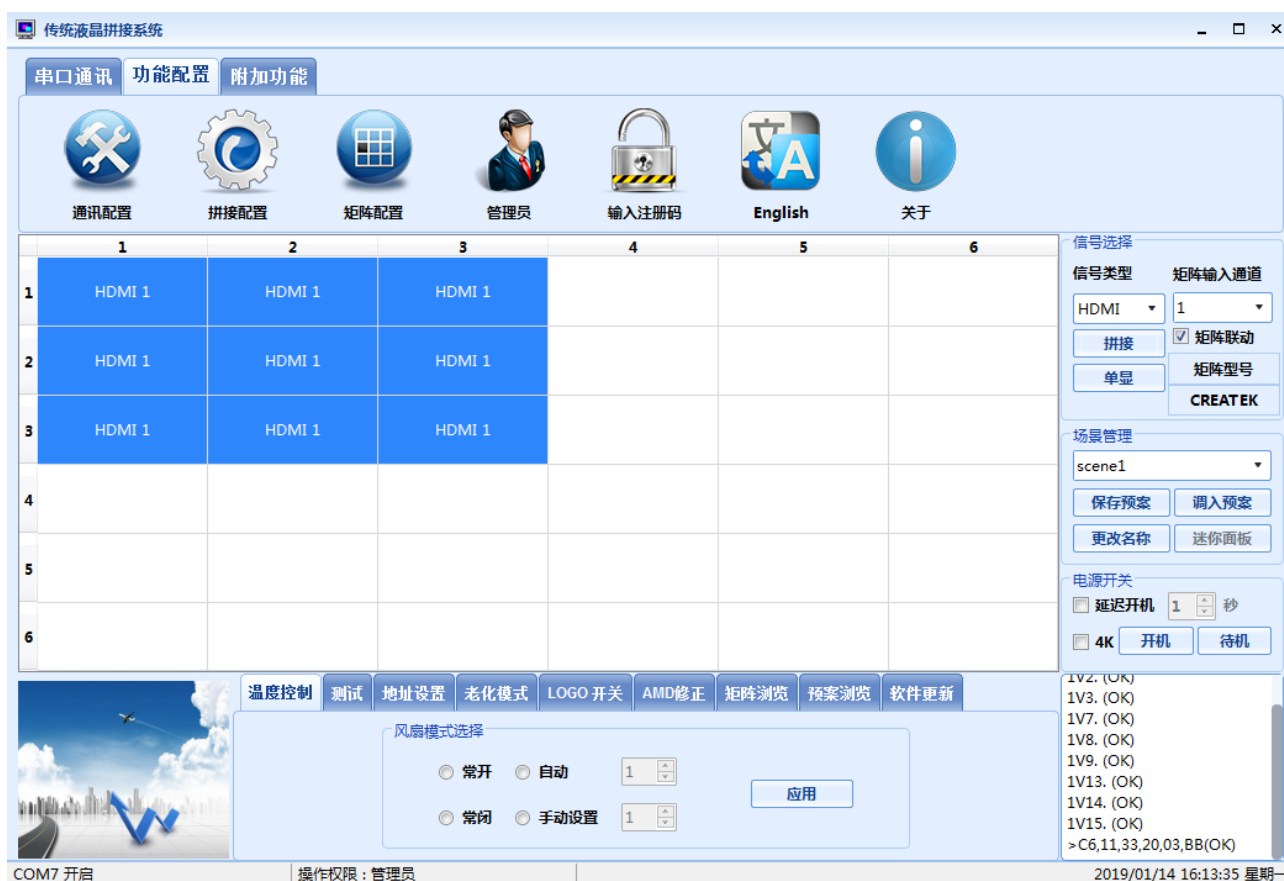 传统液晶拼接系统
串口通讯 功能配置 附加功能
通讯配置 拼接配置 矩阵配置 管理员 输入注册码 English 关于
1 2 3 4 5 6
1 HDMI 1 HDMI 1 HDMI 1
2 HDMI 1 HDMI 1 HDMI 1
3 HDMI 1 HDMI 1 HDMI 1
4
5
6
信号选择
信号类型 矩阵输入通道
HDMI 1
拼接 矩阵联动
单显 矩阵型号
CREATEK
场景管理
scene1
保存预案 调入预案
更改名称 迷你面板
电源开关
延迟开机 1 秒
4K 开机 待机
温度控制 测试 地址设置 老化模式 LOGO开关 AMD修正 矩阵浏览 预案浏览 软件更新
风扇模式选择
常开 自动 1
应用
常闭 手动设置 1
1V2. (OK)
1V3. (OK)
1V7. (OK)
1V8. (OK)
1V9. (OK)
1V13. (OK)
1V14. (OK)
1V15. (OK)
>C6,11,33,20,03,BB(OK)
COM7 开启 操作权限：管理员 2019/01/14 16:13:35 星期一